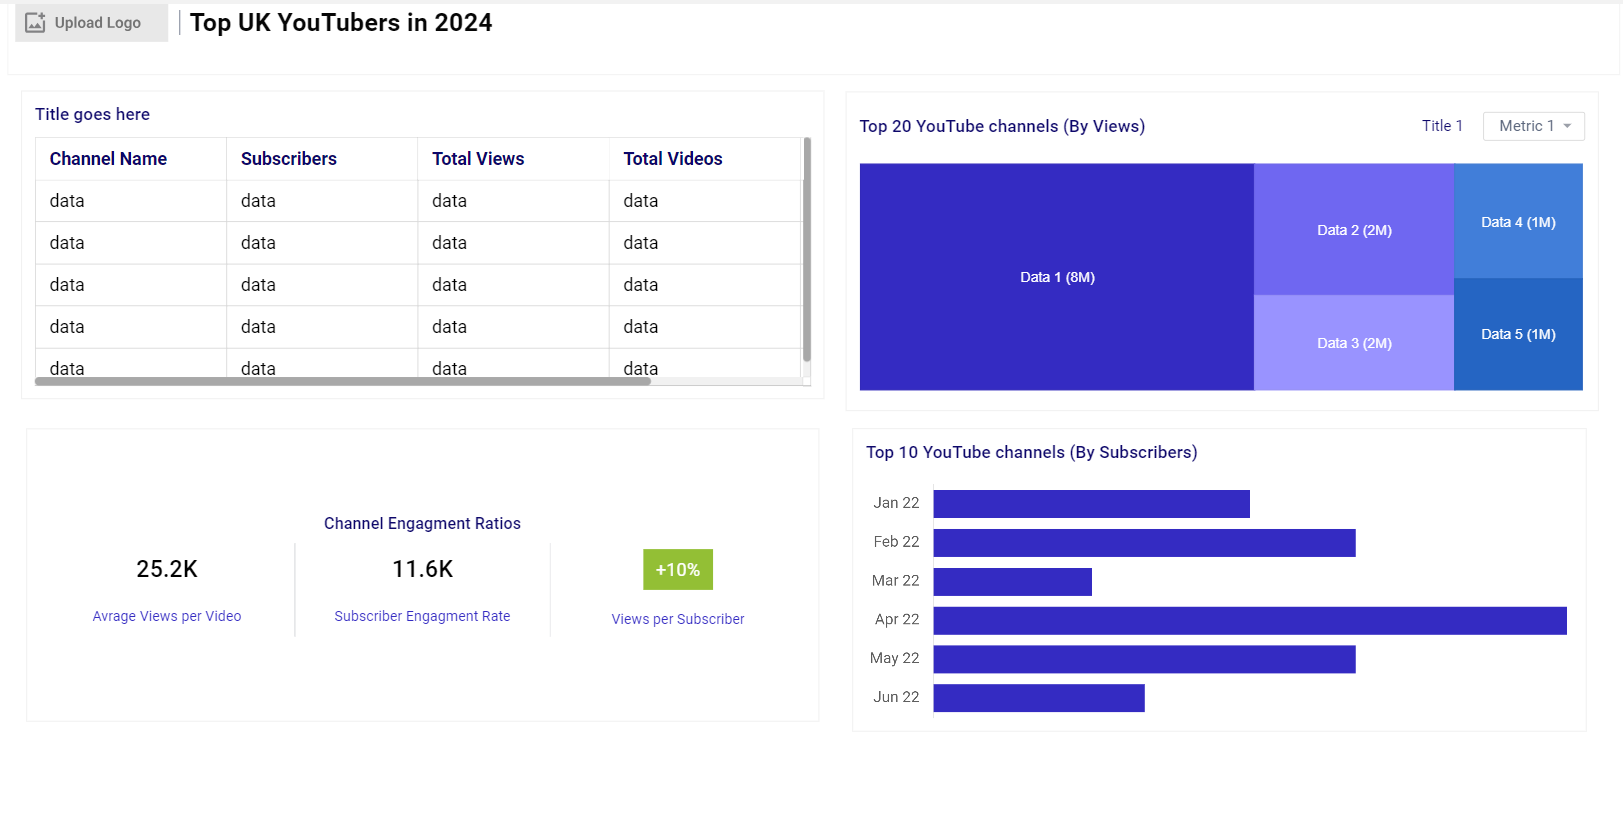 Upload Logo
Top UK YouTubers in 2024
Title goes here
Channel Name Subscribers Total Views Total Videos
data data data data
data data data data
data data data data
data data data data
data data data data
Top 20 YouTube channels (By Views)
Title 1 Metric 1
Data 1 (8M)
Data 2 (2M)
Data 3 (2M)
Data 4 (1M)
Data 5 (1M)
Channel Engagment Ratios
25.2K 11.6K +10%
Avrage Views per Video Subscriber Engagment Rate Views per Subscriber
Top 10 YouTube channels (By Subscribers)
Jan 22
Feb 22
Mar 22
Apr 22
May 22
Jun 22